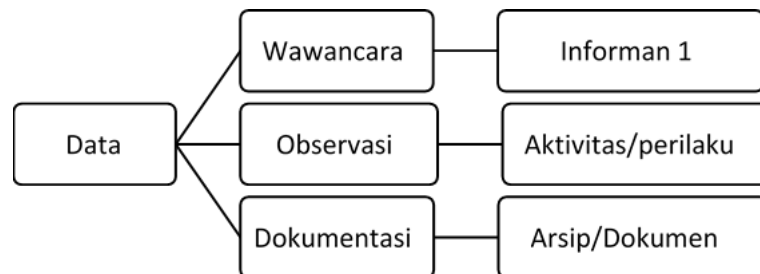 Wawancara
Informan 1
Data
Observasi
Aktivitas/perilaku
Dokumentasi
Arsip/Dokumen